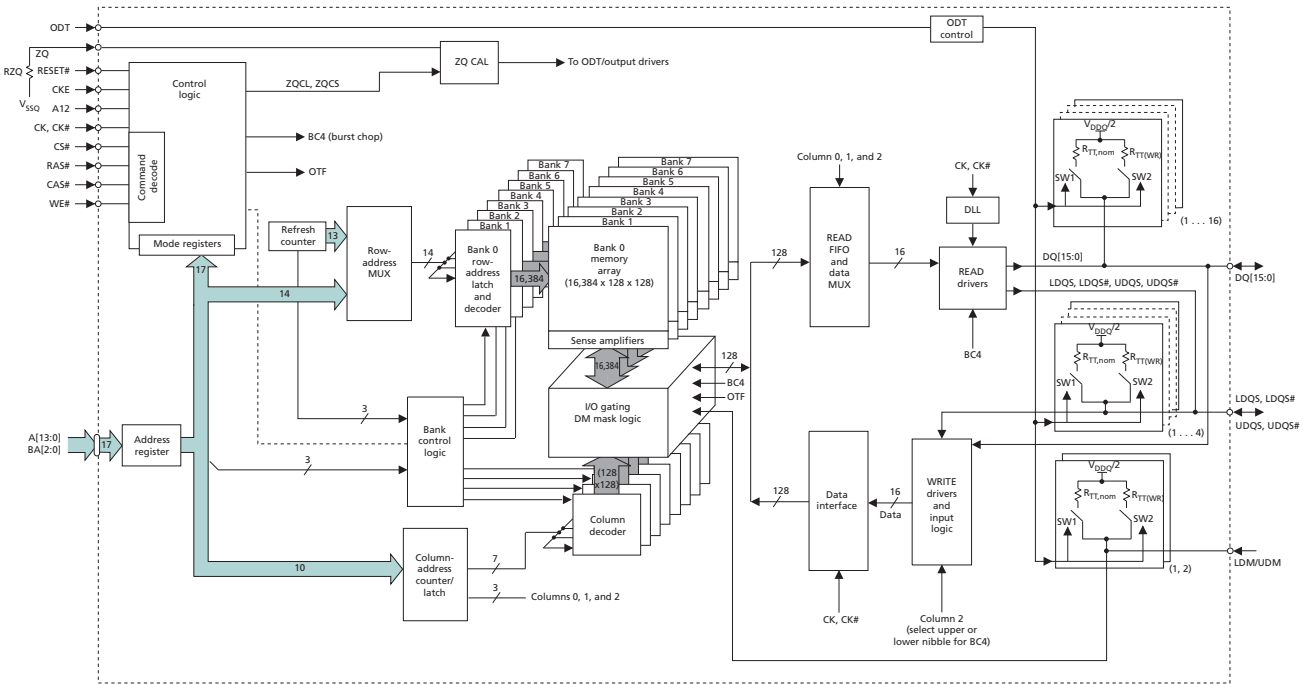 ODT
ODT
control
ZQ
RZQ
VSSQ
RESET#
CKE
A12
CK, CK#
CS#
RAS#
CAS#
WE#
Control
logic
Command
decode
Mode registers
ZQCL, ZQCS
ZQ CAL
To ODT/output drivers
BC4 (burst chop)
OTF
Refresh
counter
13
Row-
address
MUX
14
17
14
Bank 7
Bank 6
Bank 5
Bank 4
Bank 3
Bank 2
Bank 1
Bank 0
row-
address
latch
and
decoder
16,384
Bank 7
Bank 6
Bank 5
Bank 4
Bank 3
Bank 2
Bank 1
Bank 0
memory
array
(16,384 x 128 x 128)
Sense amplifiers
16,384
I/O gating
DM mask logic
128
BC4
OTF
A[13:0]
BA[2:0]
17
Address
register
3
3
Bank
control
logic
(128
x128)
Column
decoder
10
Column-
address
counter/
latch
7
3
Columns 0, 1, and 2
Column 0, 1, and 2
128
READ
FIFO
and
data
MUX
16
CK, CK#
DLL
READ
drivers
BC4
DQ[15:0]
LDQS, LDQS#, UDQS, UDQS#
VDDQ/2
RTT,nom
RTT(WR)
SW1
SW2
(1 . . . 16)
DQ[15:0]
VDDQ/2
RTT,nom
RTT(WR)
SW1
SW2
(1 . . . 4)
LDQS, LDQS#
UDQS, UDQS#
128
Data
interface
16
Data
WRITE
drivers
and
input
logic
CK, CK#
Column 2
(select upper or
lower nibble for BC4)
VDDQ/2
RTT,nom
RTT(WR)
SW1
SW2
(1, 2)
LDM/UDM